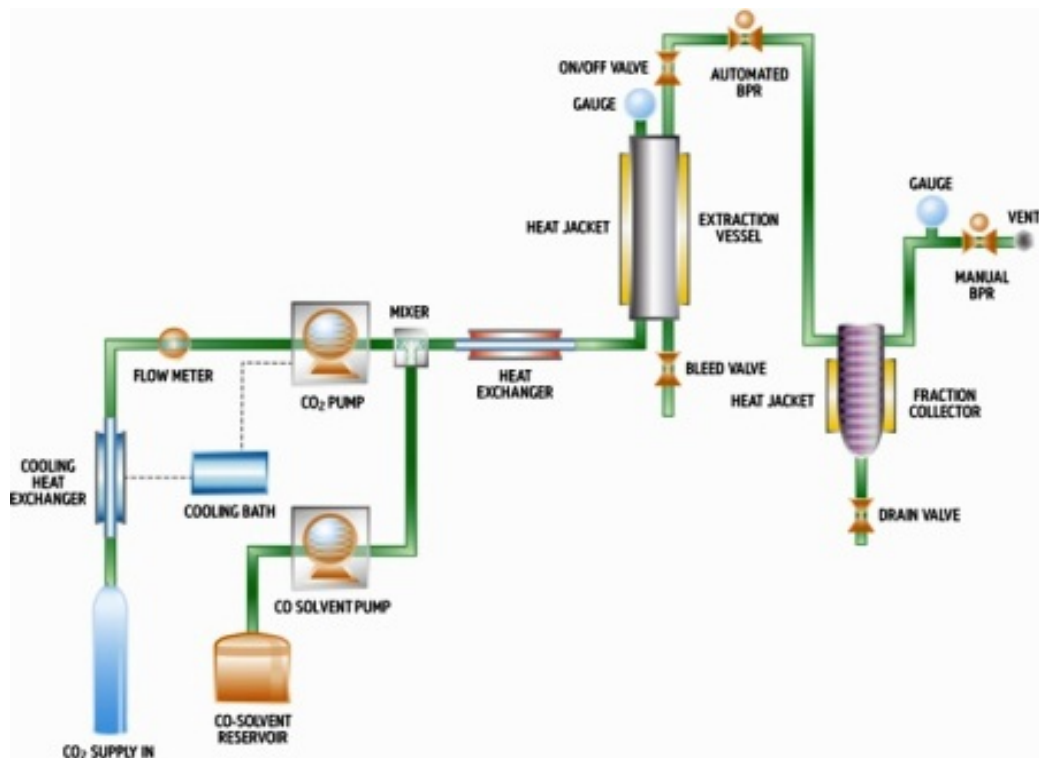 ON/OFF VALVE
AUTOMATED
BPR
GAUGE
GAUGE
VENT
HEAT JACKET
EXTRACTION
VESSEL
MANUAL
BPR
MIXER
FLOW METER
CO₂ PUMP
HEAT
EXCHANGER
BLEED VALVE
HEAT JACKET
FRACTION
COLLECTOR
COOLING
HEAT
EXCHANGER
COOLING BATH
DRAIN VALVE
CO SOLVENT PUMP
CO-SOLVENT
RESERVOIR
CO₂ SUPPLY IN